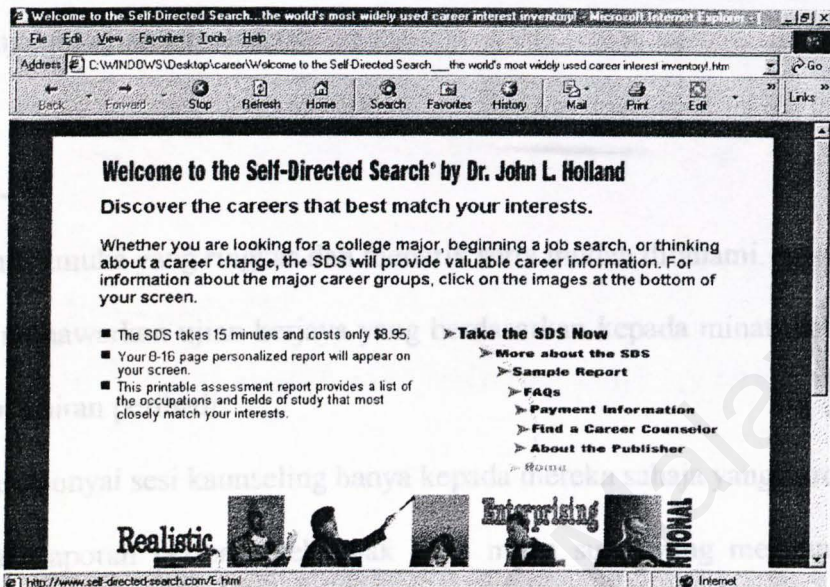 Welcome to the Self-Directed Search...the world's most widely used career interest inventory! - Microsoft Internet Explorer - [
File Edit View Favorites Tools Help
Address C:\WINDOWS\Desktop\career\Welcome to the Self-Directed Search___the world's most widely used career interest inventory!.htm Go
Back Forward Stop Refresh Home Search Favorites History Mail Print Edit » Links »
Welcome to the Self-Directed Search® by Dr. John L. Holland
Discover the careers that best match your interests.
Whether you are looking for a college major, beginning a job search, or thinking
about a career change, the SDS will provide valuable career information. For
information about the major career groups, click on the images at the bottom of
your screen.
■ The SDS takes 15 minutes and costs only $8.95.
■ Your 8-16 page personalized report will appear on
your screen.
■ This printable assessment report provides a list of
the occupations and fields of study that most
closely match your interests.
Take the SDS Now
More about the SDS
Sample Report
FAQs
Payment Information
Find a Career Counselor
About the Publisher
Home
Realistic
Enterprising
http://www.self-directed-search.com/E.html Internet
kepada
sesi kaunseling hanya kepada mereka sahaja yang